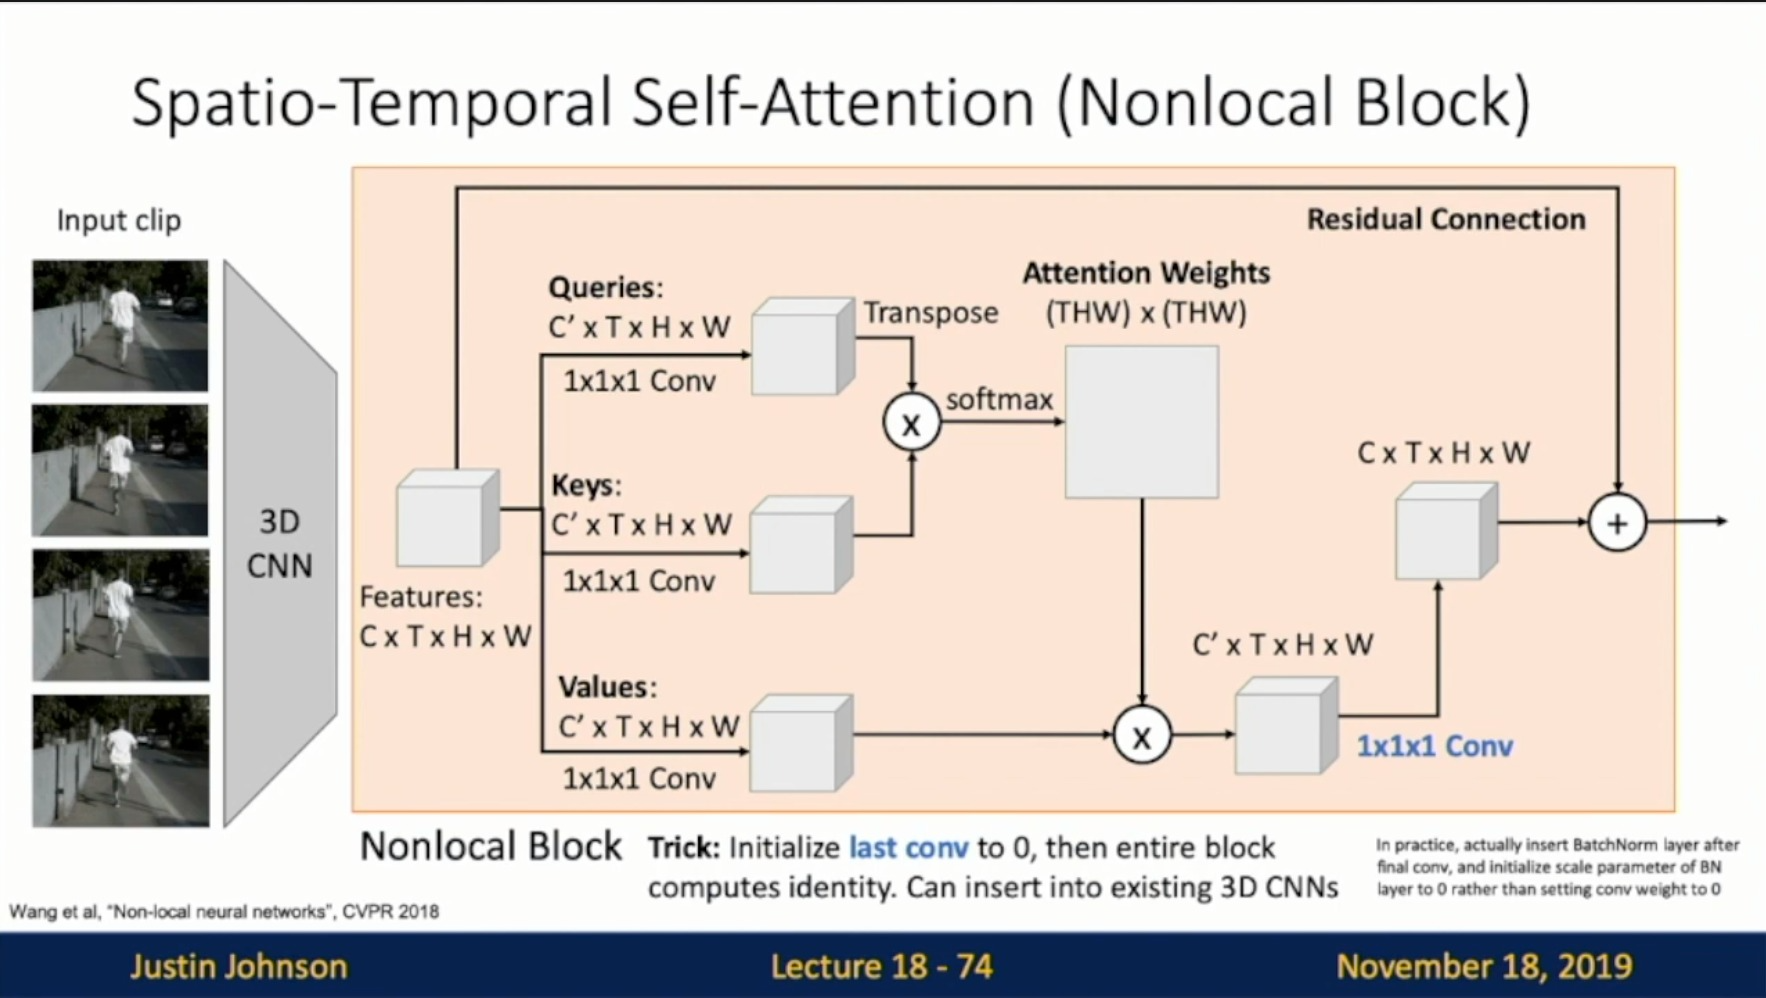 Spatio-Temporal Self-Attention (Nonlocal Block)
Input clip
3D
CNN
Features:
C x T x H x W
Queries:
C′ x T x H x W
1x1x1 Conv
Keys:
C′ x T x H x W
1x1x1 Conv
Values:
C′ x T x H x W
1x1x1 Conv
Transpose
x
softmax
Attention Weights
(THW) x (THW)
Residual Connection
x
C′ x T x H x W
1x1x1 Conv
C x T x H x W
+
Nonlocal Block
Trick: Initialize last conv to 0, then entire block
computes identity. Can insert into existing 3D CNNs
In practice, actually insert BatchNorm layer after
final conv, and initialize scale parameter of BN
layer to 0 rather than setting conv weight to 0
Wang et al, "Non-local neural networks", CVPR 2018
Justin Johnson
Lecture 18 - 74
November 18, 2019